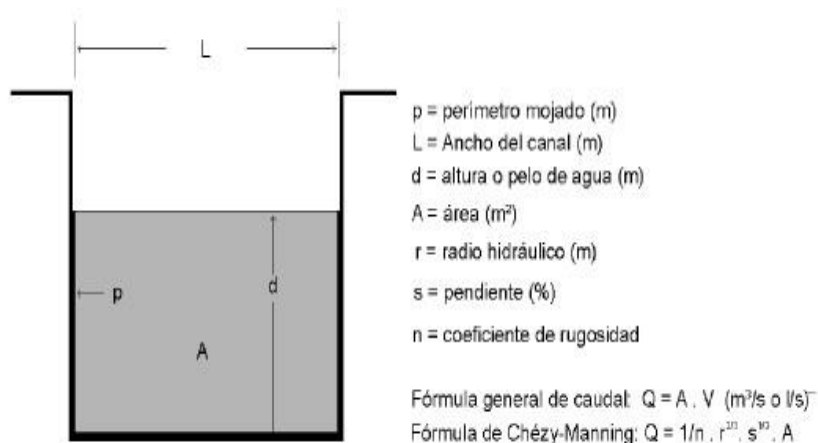 L
p = perímetro mojado (m)
L = Ancho del canal (m)
d = altura o pelo de agua (m)
A = área (m²)
r = radio hidráulico (m)
s = pendiente (%)
n = coeficiente de rugosidad
p
d
A
Fórmula general de caudal: Q = A . V (m³/s o l/s)
Fórmula de Chézy-Manning: Q = 1/n . r . s . A